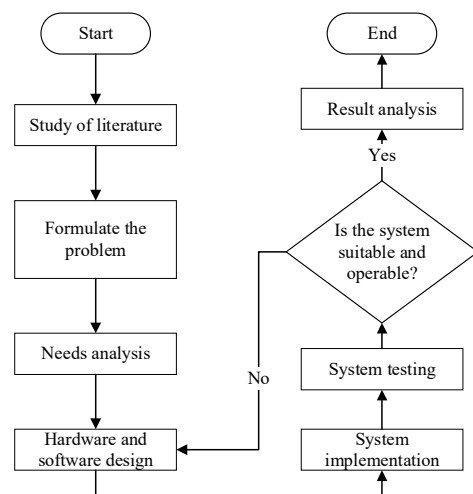 Start
Study of literature
Formulate the
problem
Needs analysis
Hardware and
software design
No
System
implementation
System testing
Is the system
suitable and
operable?
Yes
Result analysis
End